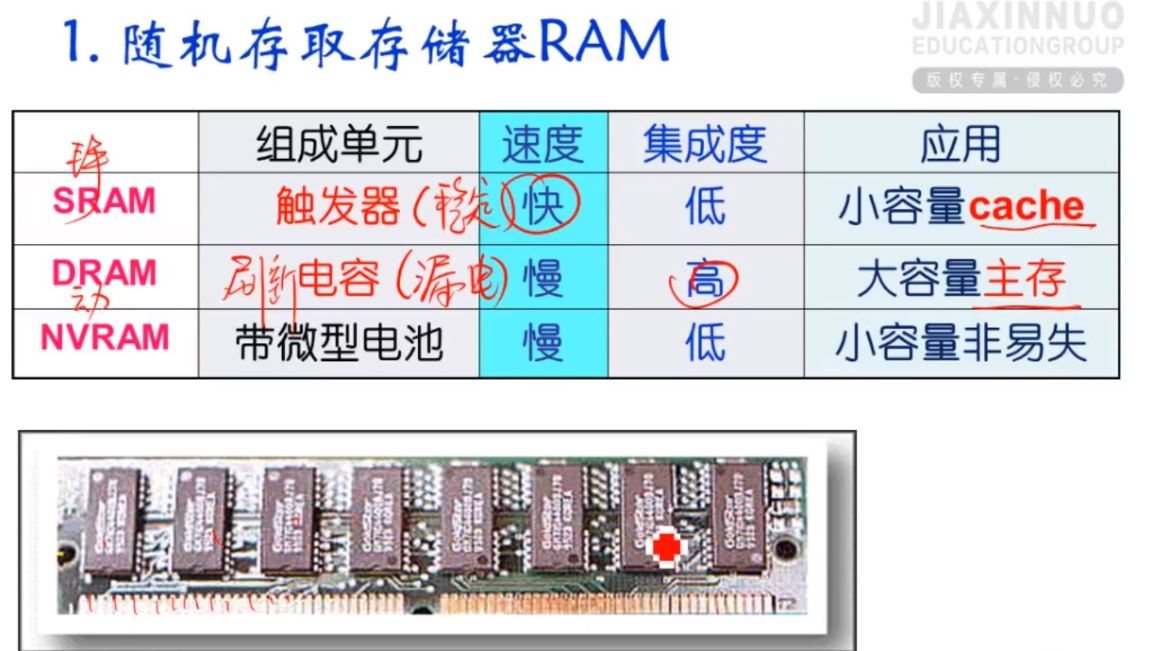 1. 随机存取存储器RAM
JIAXINNUO
EDUCATIONGROUP
版权专属·侵权必究
组成单元 速度 集成度 应用
SRAM 触发器(稳定) 快 低 小容量cache
DRAM 刷新 电容(漏电) 慢 高 大容量主存
动
NVRAM 带微型电池 慢 低 小容量非易失